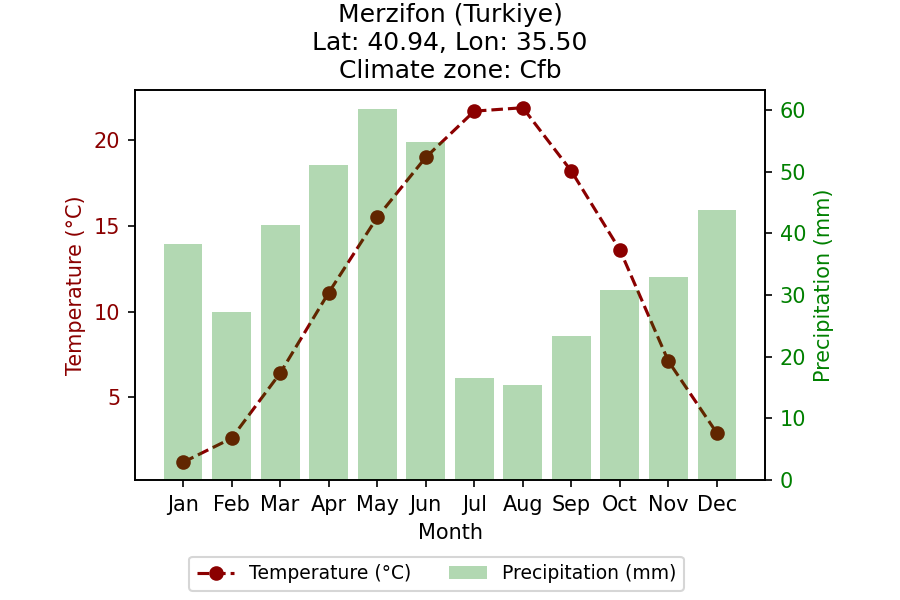 Merzifon (Turkiye)
Lat: 40.94, Lon: 35.50
Climate zone: Cfb
Temperature (°C)
20
15
10
5
60
50
40
30
20
10
0
Precipitation (mm)
Jan Feb Mar Apr May Jun Jul Aug Sep Oct Nov Dec
Month
Temperature (°C) Precipitation (mm)